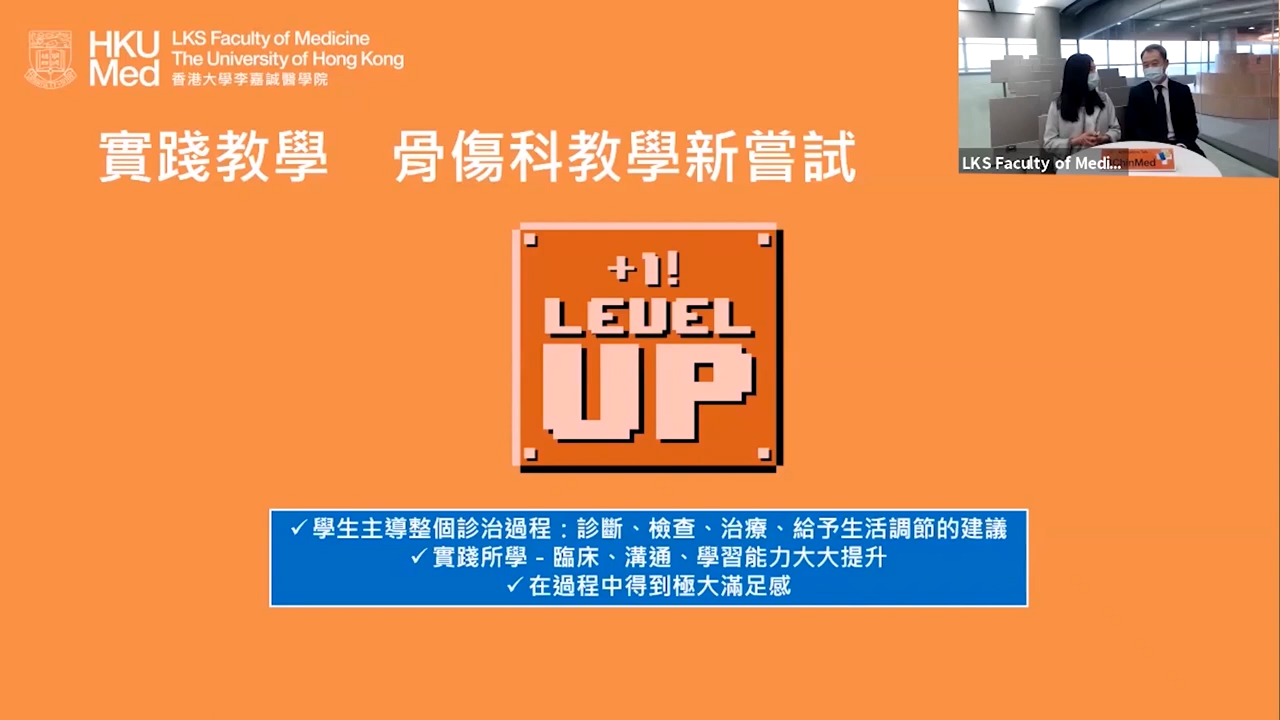 HKU
Med
LKS Faculty of Medicine
The University of Hong Kong
香港大學李嘉誠醫學院
實踐教學 骨傷科教學新嘗試
LKS Faculty of Medi...
ChinMed
+1!
LEVEL
UP
✓ 學生主導整個診治過程：診斷、檢查、治療、給予生活調節的建議
✓ 實踐所學 - 臨床、溝通、學習能力大大提升
✓ 在過程中得到極大滿足感